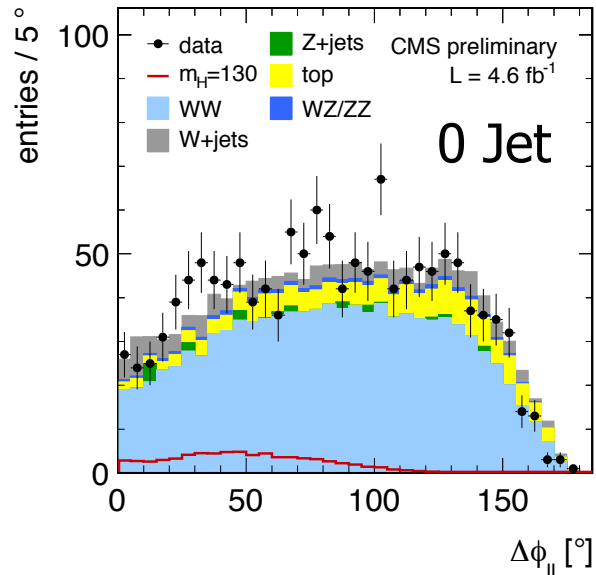 entries / 5 °
100
50
0
data
m_H=130
WW
W+jets
Z+jets
top
WZ/ZZ
CMS preliminary
L = 4.6 fb⁻¹
0 Jet
0 50 100 150
Δϕ_ll [°]